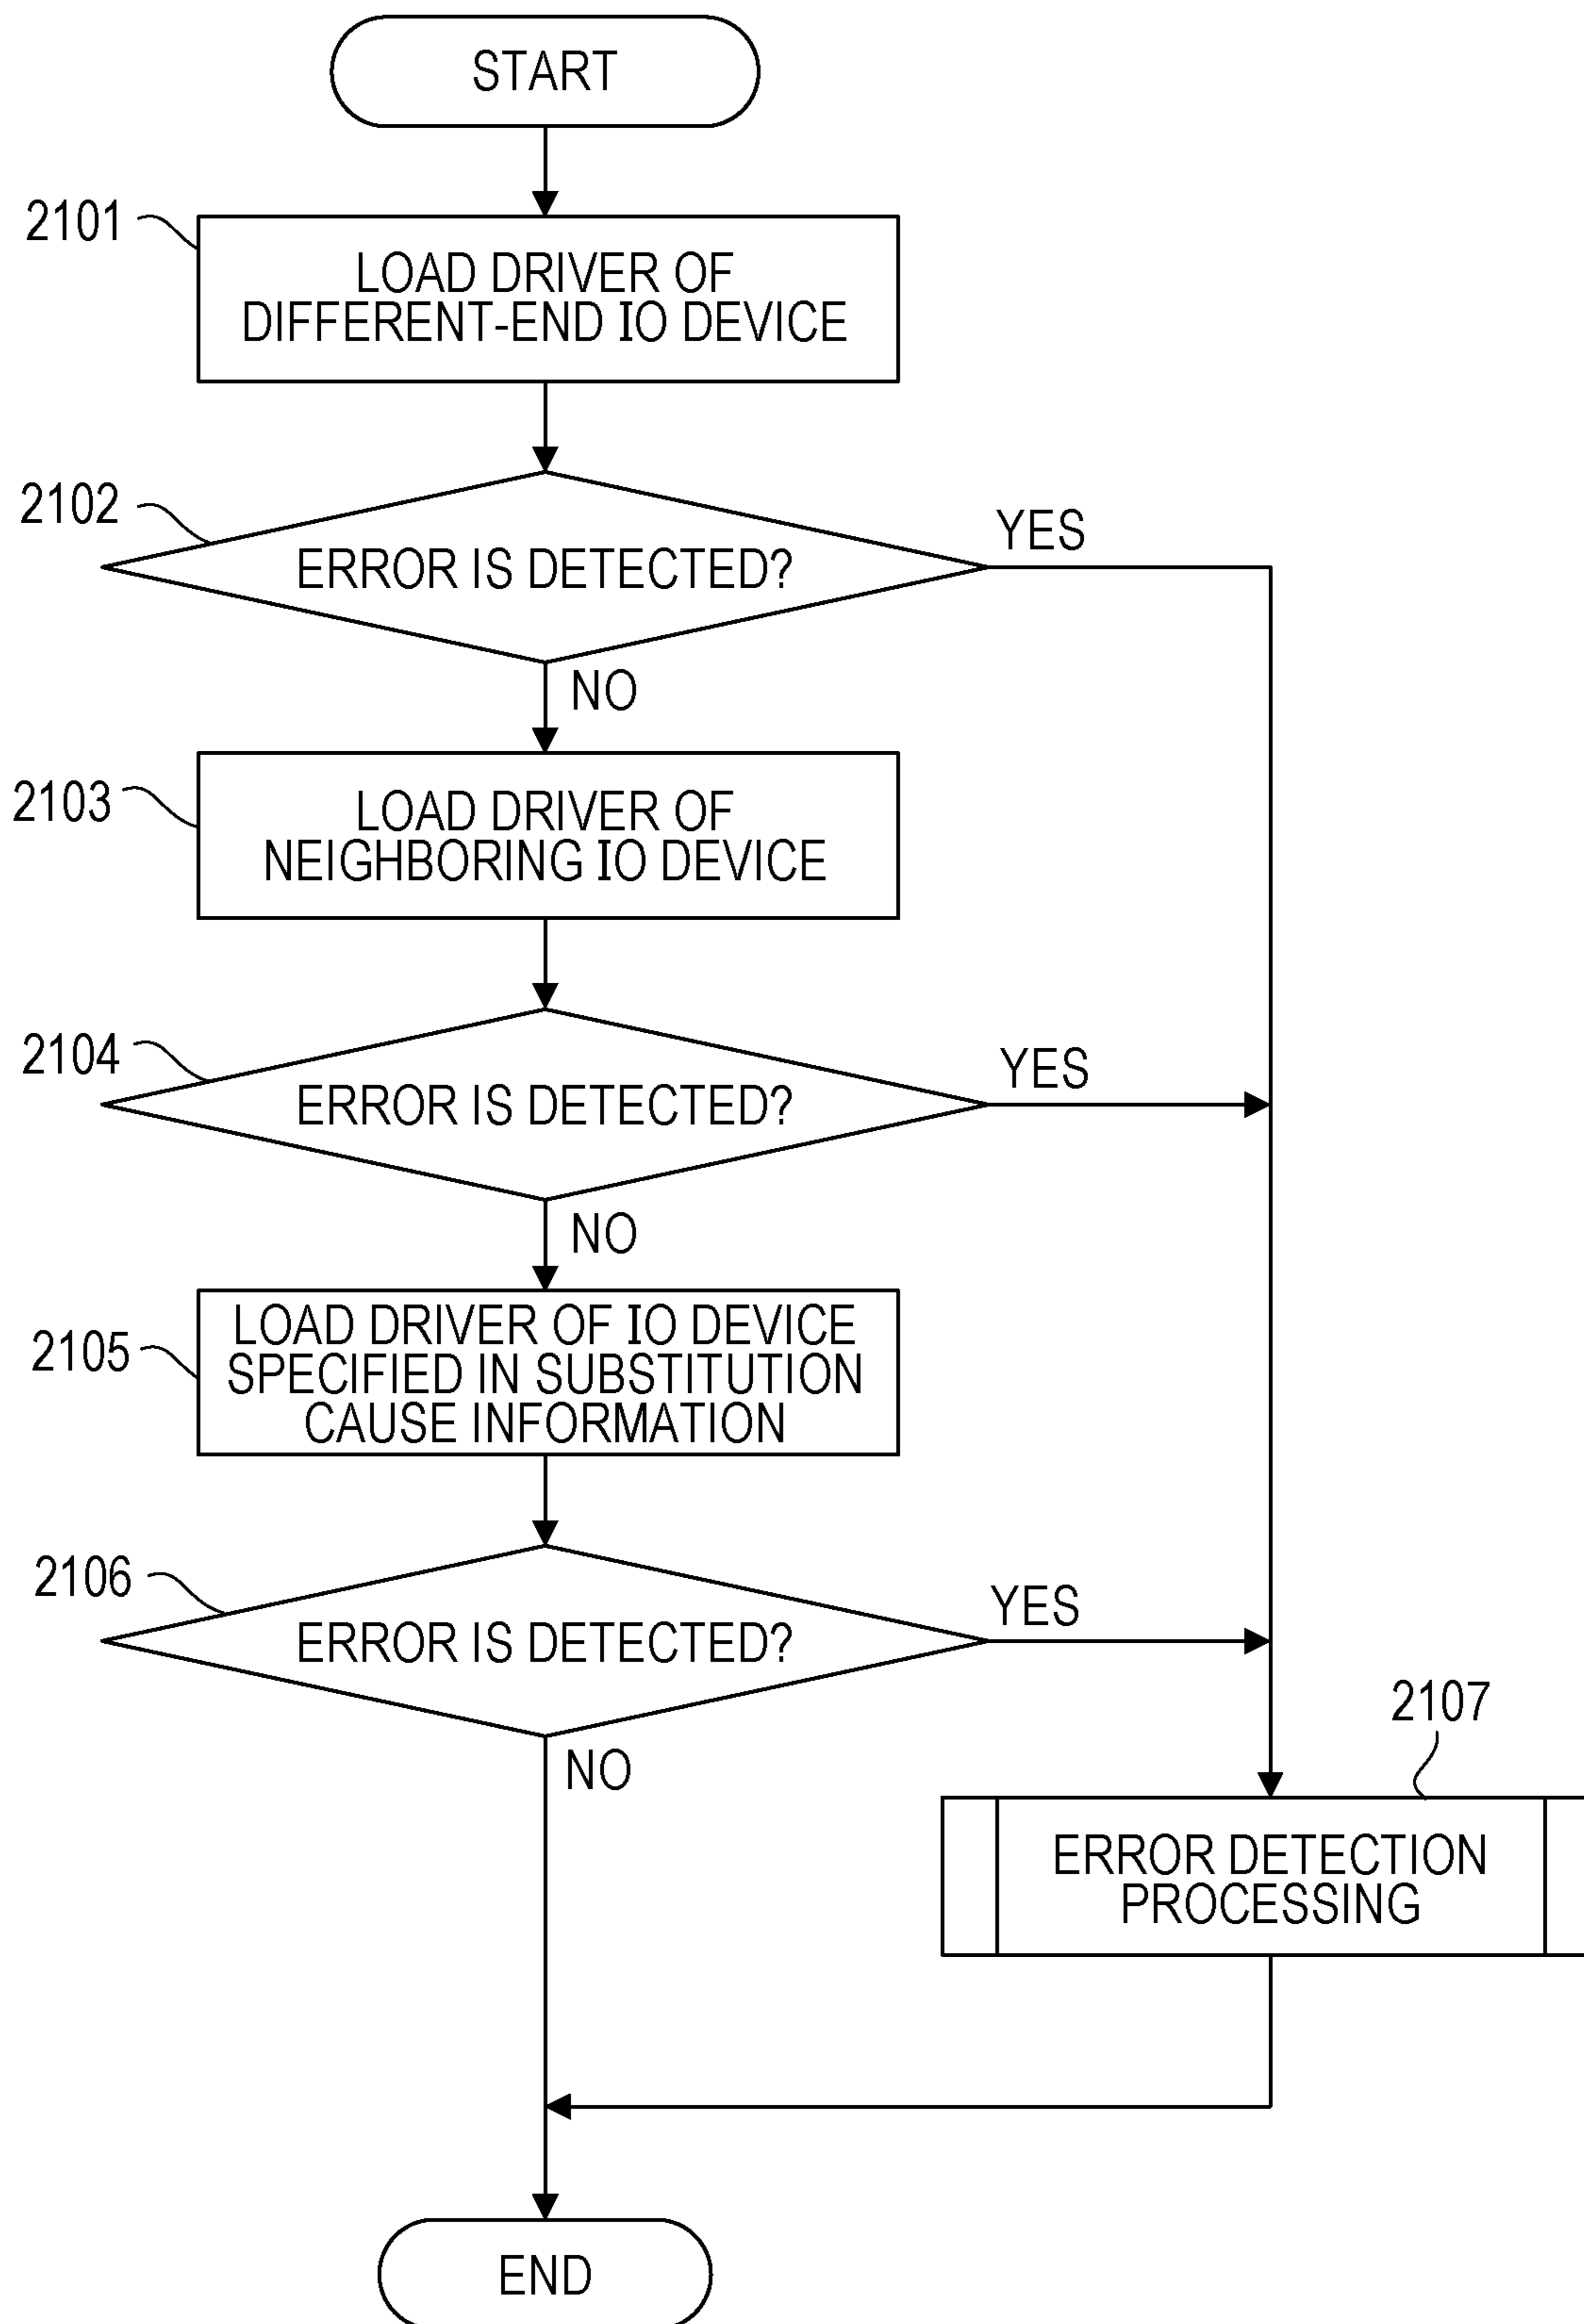 START
2101
LOAD DRIVER OF
DIFFERENT-END IO DEVICE
2102
ERROR IS DETECTED?
YES
NO
2103
LOAD DRIVER OF
NEIGHBORING IO DEVICE
2104
ERROR IS DETECTED?
YES
NO
2105
LOAD DRIVER OF IO DEVICE
SPECIFIED IN SUBSTITUTION
CAUSE INFORMATION
2106
ERROR IS DETECTED?
YES
NO
2107
ERROR DETECTION
PROCESSING
END